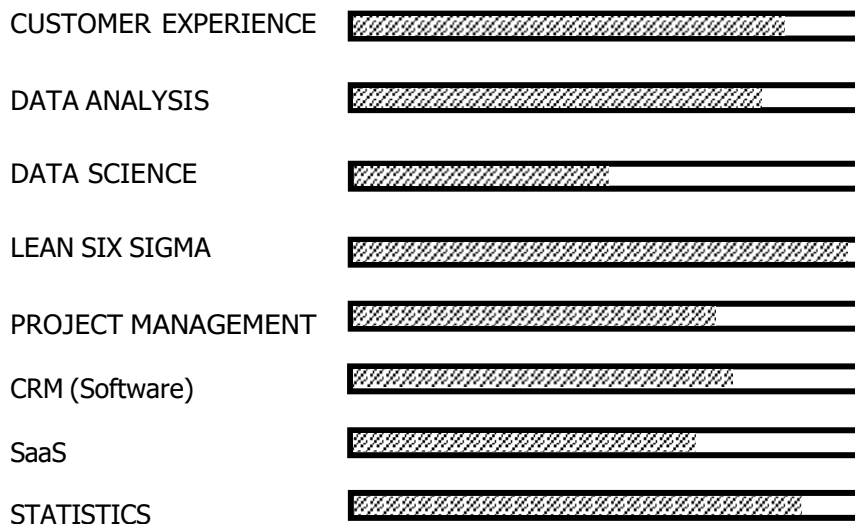 CUSTOMER EXPERIENCE
DATA ANALYSIS
DATA SCIENCE
LEAN SIX SIGMA
PROJECT MANAGEMENT
CRM (Software)
SaaS
STATISTICS